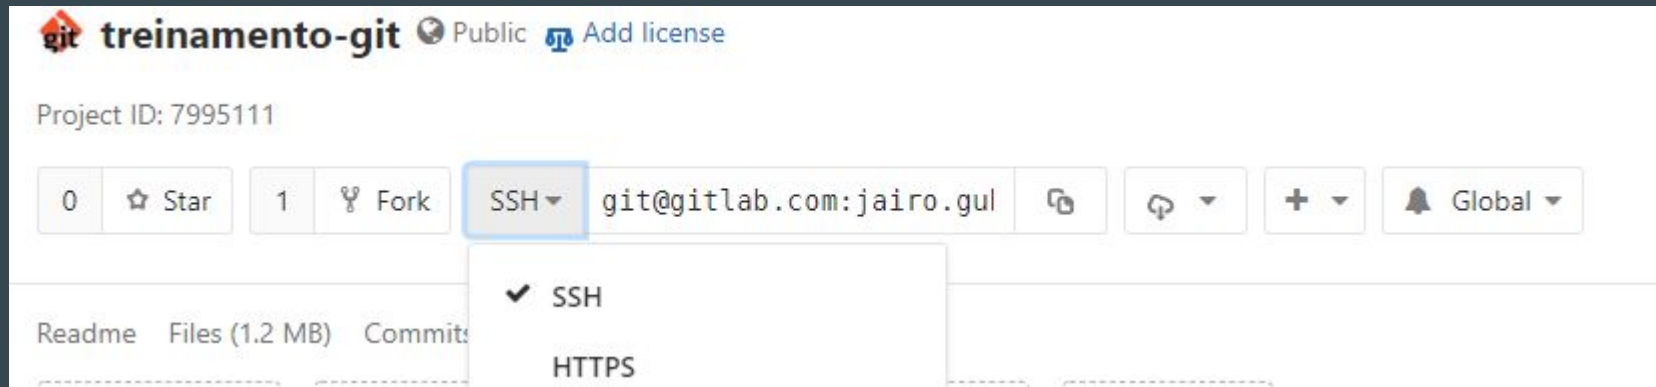 git treinamento-git Public Add license
Project ID: 7995111
0 Star 1 Fork SSH git@gitlab.com:jairo.gul Global
SSH
Readme Files (1.2 MB) Commits
HTTPS